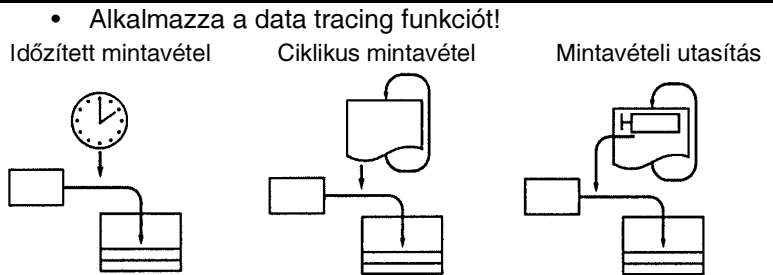 • Alkalmazza a data tracing funkciót!
Időzített mintavétel Ciklikus mintavétel Mintavételi utasítás